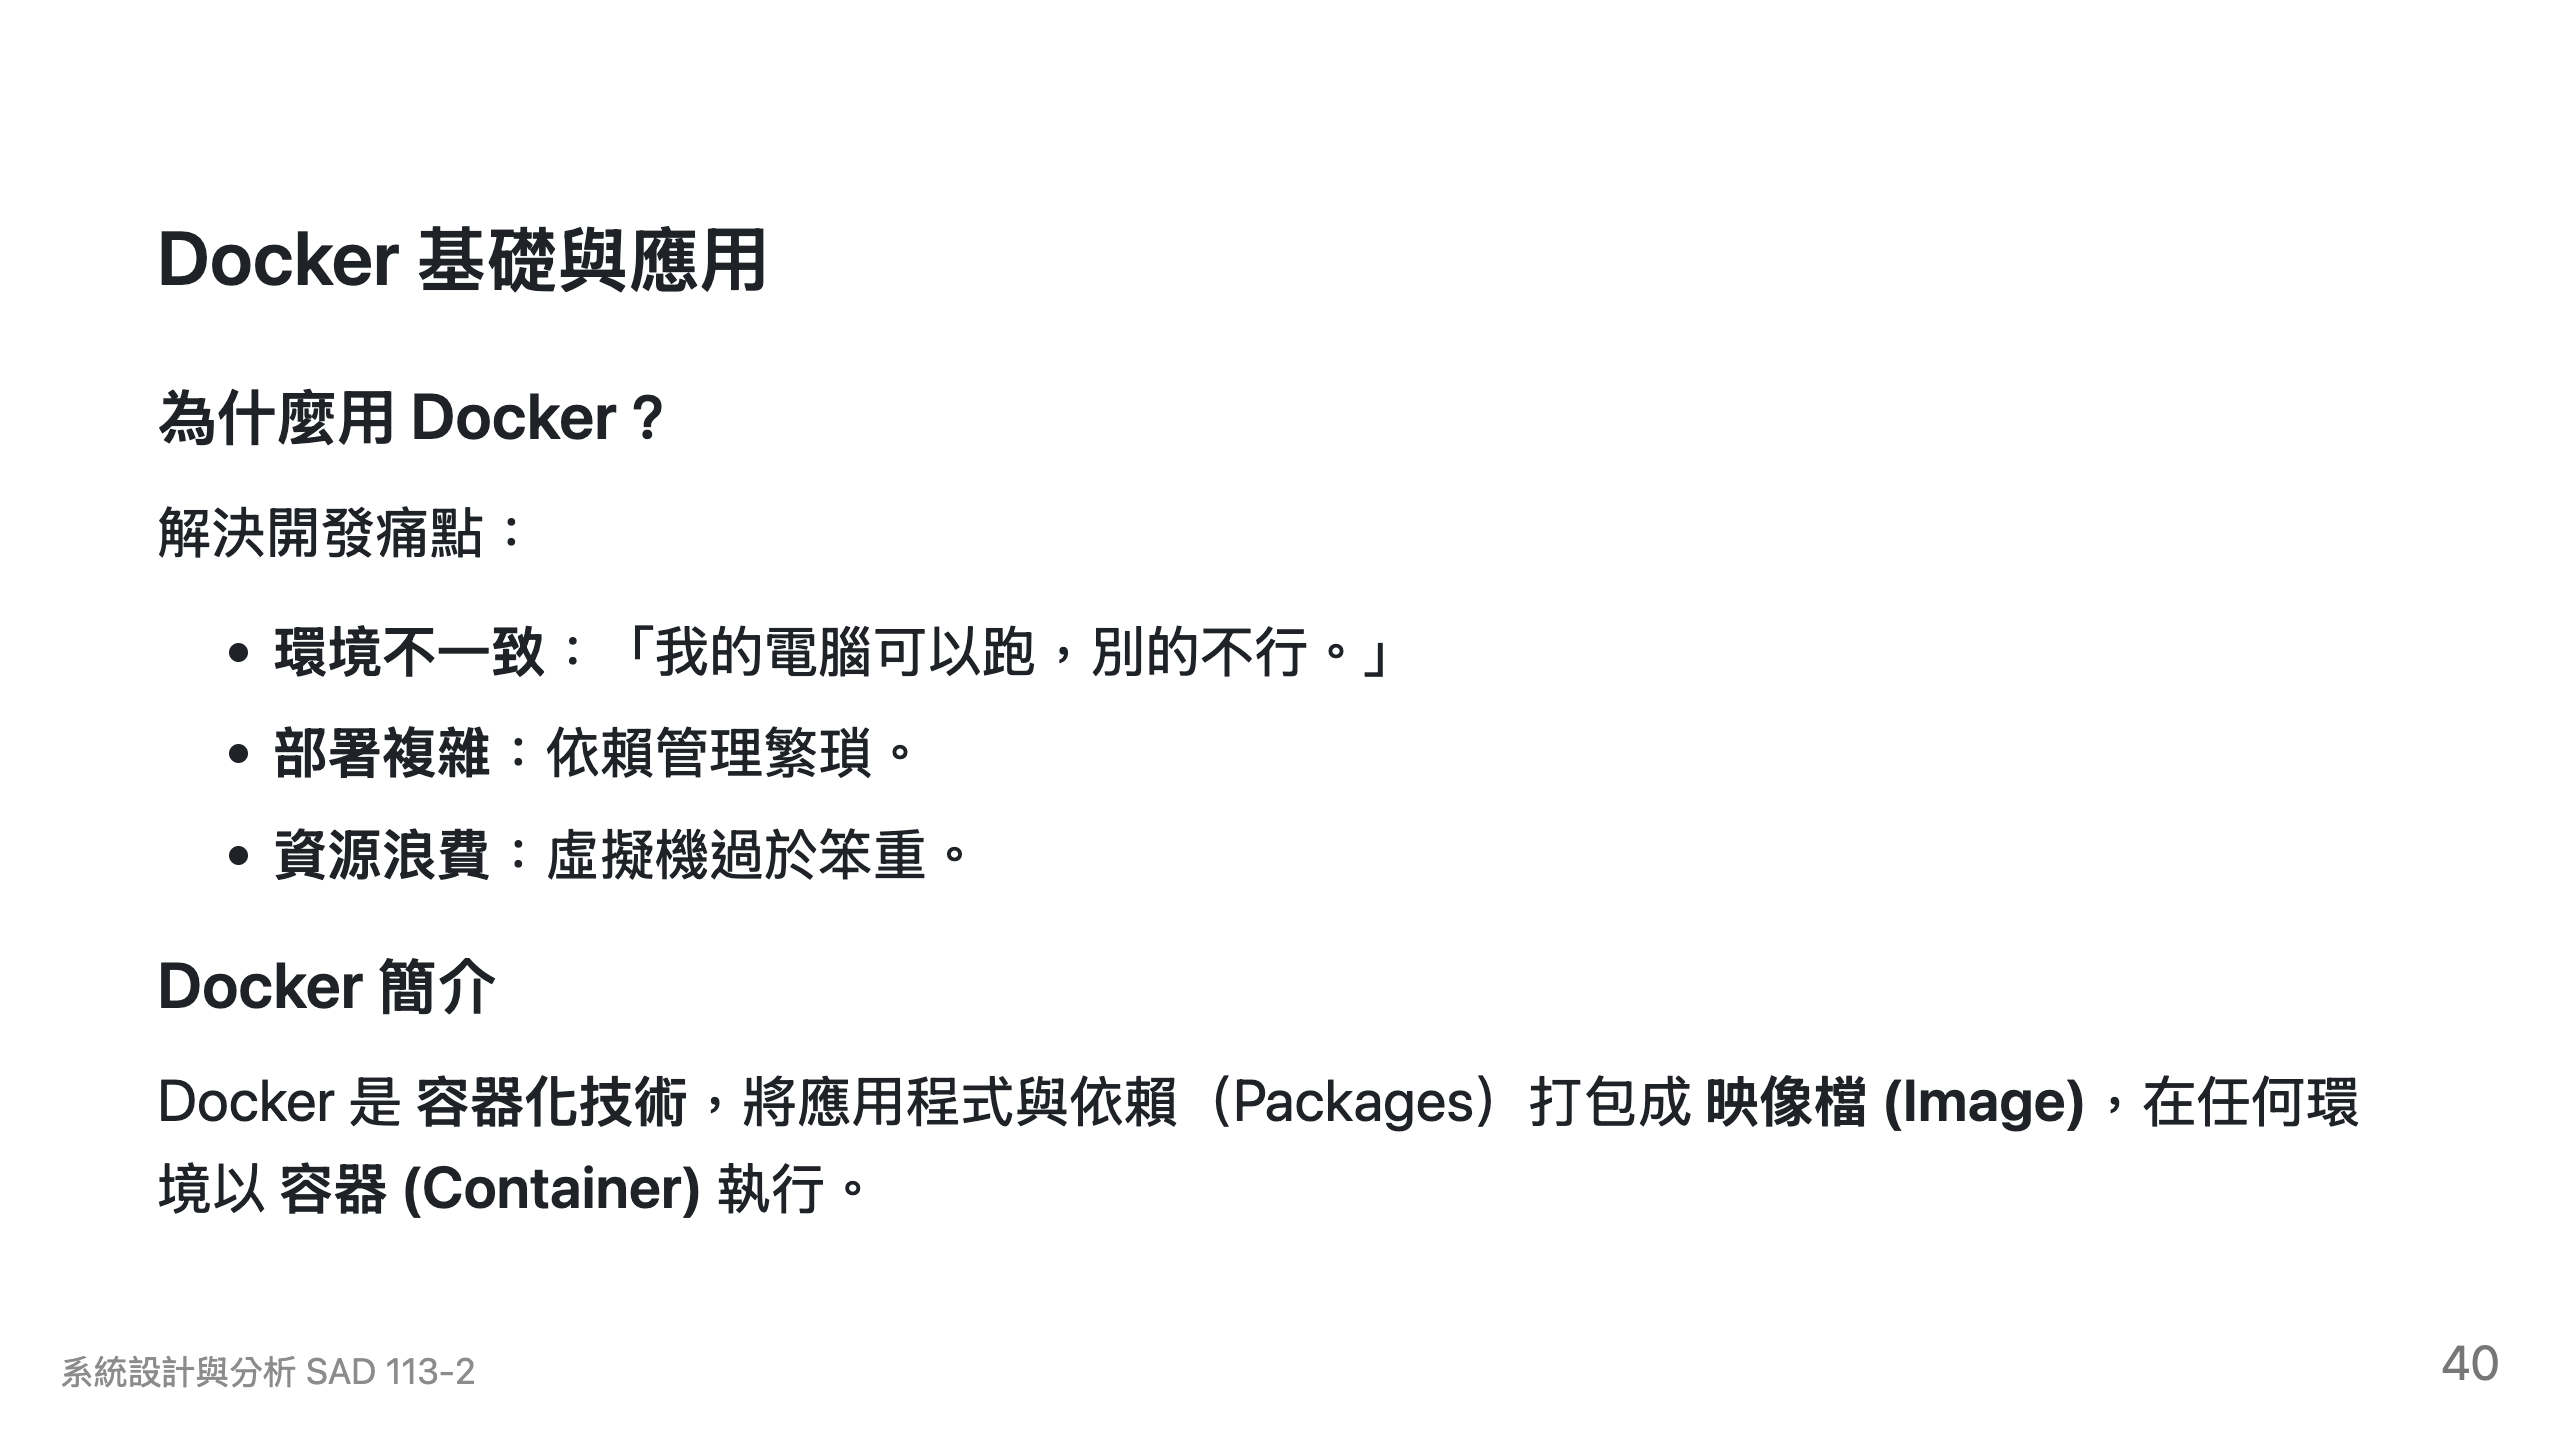 Docker 基礎與應用
為什麼用 Docker？
解決開發痛點：
• 環境不一致：「我的電腦可以跑，別的不行。」
• 部署複雜：依賴管理繁瑣。
• 資源浪費：虛擬機過於笨重。
Docker 簡介
Docker 是 容器化技術，將應用程式與依賴（Packages）打包成 映像檔 (Image)，在任何環
境以 容器 (Container) 執行。
系統設計與分析 SAD 113-2
40